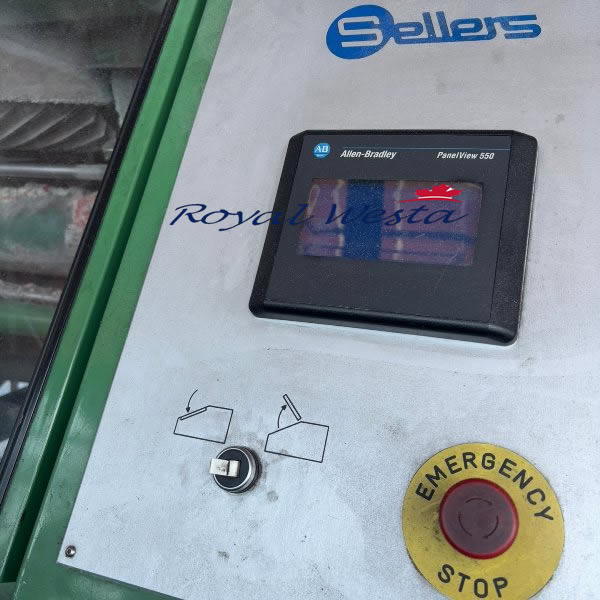 Sellers
AB Allen-Bradley PanelView 550
Royal Westa
EMERGENCY
STOP